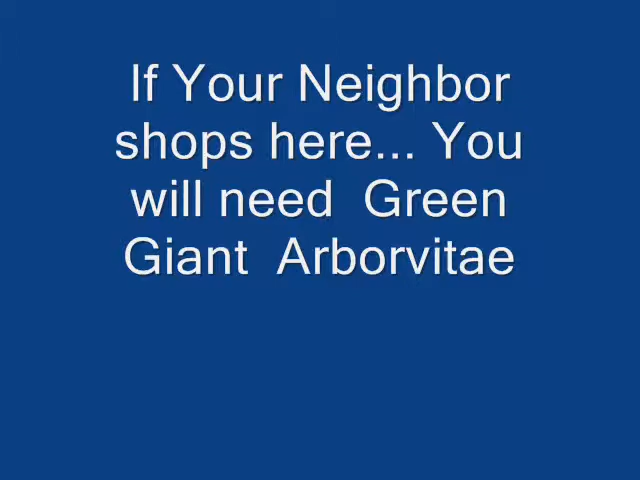 If Your Neighbor
shops here... You
will need  Green
Giant  Arborvitae